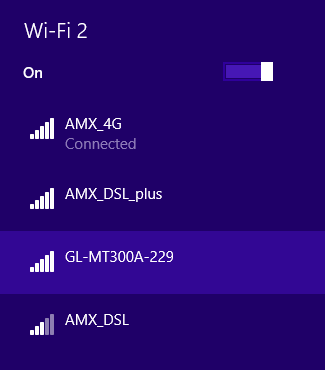 Wi-Fi 2
On
AMX_4G
Connected
AMX_DSL_plus
GL-MT300A-229
AMX_DSL